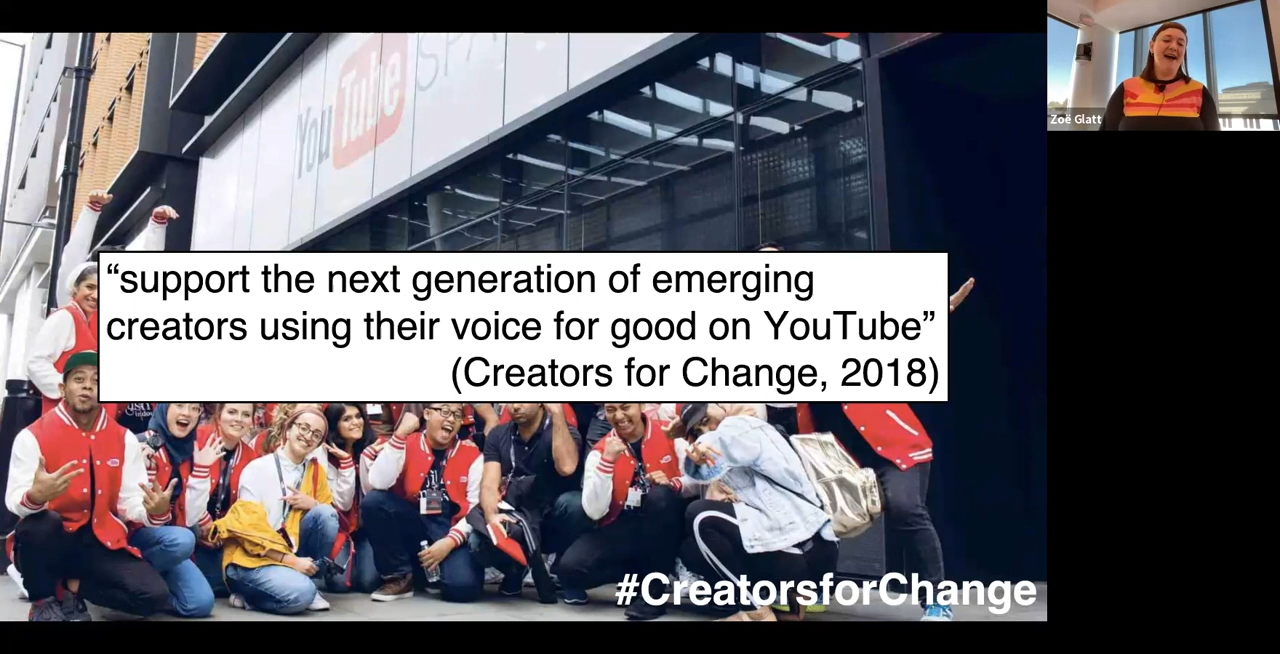 YouTube SPA
“support the next generation of emerging
creators using their voice for good on YouTube”
(Creators for Change, 2018)
#CreatorsforChange
Zoë Glatt